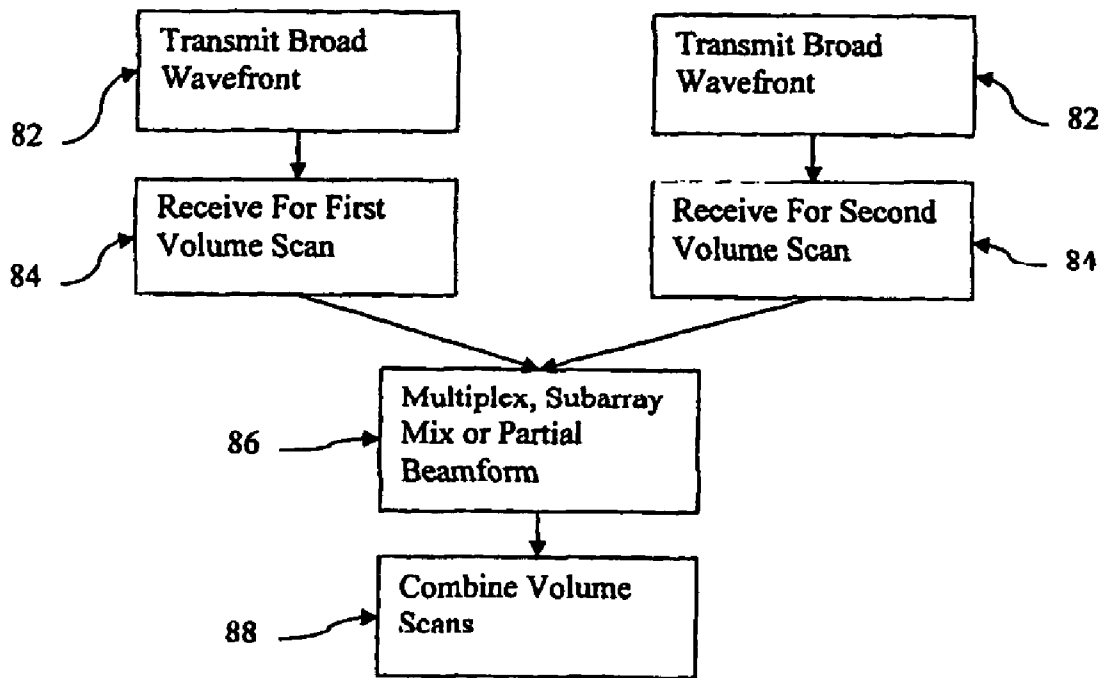 Transmit Broad
Wavefront
82
Transmit Broad
Wavefront
82
Receive For First
Volume Scan
84
Receive For Second
Volume Scan
84
Multiplex, Subarray
Mix or Partial
Beamform
86
Combine Volume
Scans
88